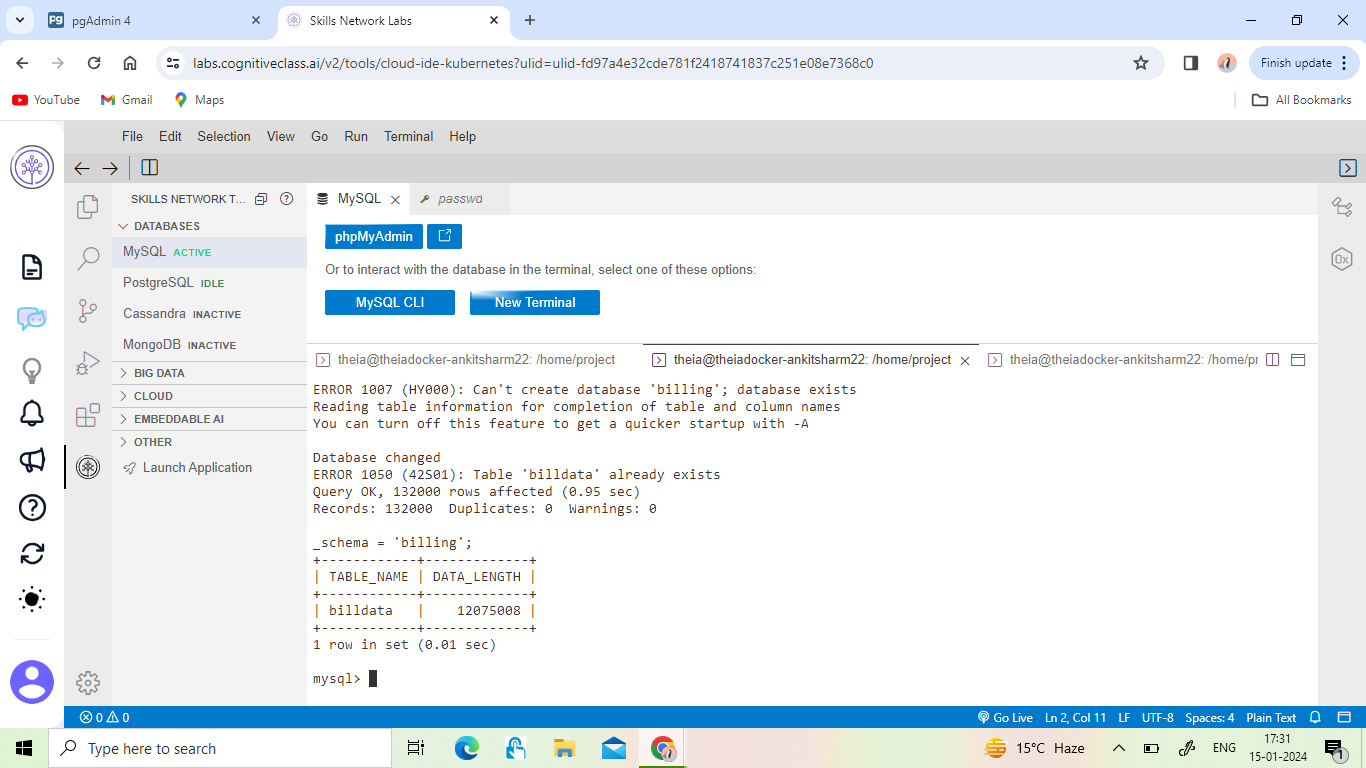 pgAdmin 4
Skills Network Labs
labs.cognitiveclass.ai/v2/tools/cloud-ide-kubernetes?ulid=ulid-fd97a4e32cde781f2418741837c251e08e7368c0
Finish update
YouTube
Gmail
Maps
All Bookmarks
File Edit Selection View Go Run Terminal Help
SKILLS NETWORK T...
DATABASES
MySQL ACTIVE
PostgreSQL IDLE
Cassandra INACTIVE
MongoDB INACTIVE
BIG DATA
CLOUD
EMBEDDABLE AI
OTHER
Launch Application
MySQL
passwd
phpMyAdmin
Or to interact with the database in the terminal, select one of these options:
MySQL CLI
New Terminal
theia@theiadocker-ankitsharm22: /home/project
theia@theiadocker-ankitsharm22: /home/project
theia@theiadocker-ankitsharm22: /home/pr
ERROR 1007 (HY000): Can't create database 'billing'; database exists
Reading table information for completion of table and column names
You can turn off this feature to get a quicker startup with -A
Database changed
ERROR 1050 (42S01): Table 'billdata' already exists
Query OK, 132000 rows affected (0.95 sec)
Records: 132000  Duplicates: 0  Warnings: 0
_schema = 'billing';
+------------+-------------+
| TABLE_NAME | DATA_LENGTH |
+------------+-------------+
| billdata   |    12075008 |
+------------+-------------+
1 row in set (0.01 sec)
mysql>
0x
0 0
Go Live
Ln 2, Col 11
LF
UTF-8
Spaces: 4
Plain Text
Type here to search
15°C Haze
ENG
17:31
15-01-2024
1